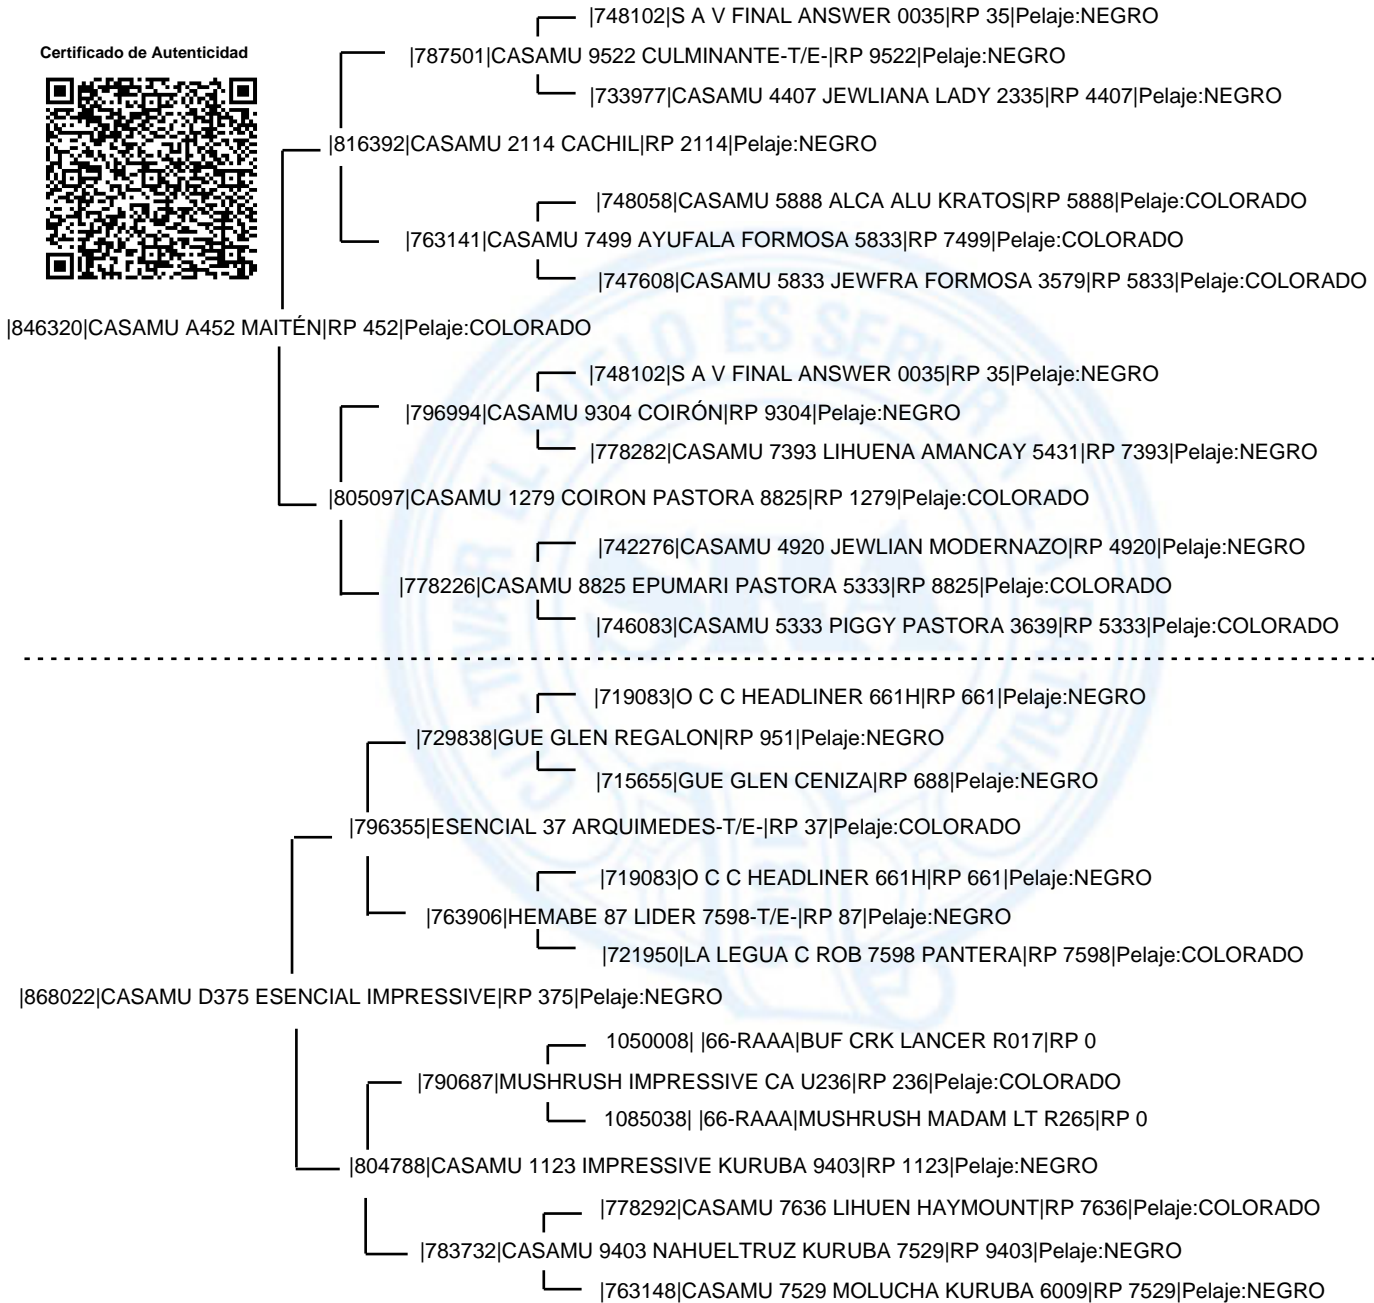 |748102|S A V FINAL ANSWER 0035|RP 35|Pelaje:NEGRO
Certificado de Autenticidad
|787501|CASAMU 9522 CULMINANTE-T/E-|RP 9522|Pelaje:NEGRO
|733977|CASAMU 4407 JEWLIANA LADY 2335|RP 4407|Pelaje:NEGRO
|816392|CASAMU 2114 CACHIL|RP 2114|Pelaje:NEGRO
|748058|CASAMU 5888 ALCA ALU KRATOS|RP 5888|Pelaje:COLORADO
|763141|CASAMU 7499 AYUFALA FORMOSA 5833|RP 7499|Pelaje:COLORADO
|747608|CASAMU 5833 JEWFRA FORMOSA 3579|RP 5833|Pelaje:COLORADO
|846320|CASAMU A452 MAITÉN|RP 452|Pelaje:COLORADO
|748102|S A V FINAL ANSWER 0035|RP 35|Pelaje:NEGRO
|796994|CASAMU 9304 COIRÓN|RP 9304|Pelaje:NEGRO
|778282|CASAMU 7393 LIHUENA AMANCAY 5431|RP 7393|Pelaje:NEGRO
|805097|CASAMU 1279 COIRON PASTORA 8825|RP 1279|Pelaje:COLORADO
|742276|CASAMU 4920 JEWLIAN MODERNAZO|RP 4920|Pelaje:NEGRO
|778226|CASAMU 8825 EPUMARI PASTORA 5333|RP 8825|Pelaje:COLORADO
|746083|CASAMU 5333 PIGGY PASTORA 3639|RP 5333|Pelaje:COLORADO
CULTIVAR EL SUELO ES SERVIR A LA PATRIA
SRA
1866
|719083|O C C HEADLINER 661H|RP 661|Pelaje:NEGRO
|729838|GUE GLEN REGALON|RP 951|Pelaje:NEGRO
|715655|GUE GLEN CENIZA|RP 688|Pelaje:NEGRO
|796355|ESENCIAL 37 ARQUIMEDES-T/E-|RP 37|Pelaje:COLORADO
|719083|O C C HEADLINER 661H|RP 661|Pelaje:NEGRO
|763906|HEMABE 87 LIDER 7598-T/E-|RP 87|Pelaje:NEGRO
|721950|LA LEGUA C ROB 7598 PANTERA|RP 7598|Pelaje:COLORADO
|868022|CASAMU D375 ESENCIAL IMPRESSIVE|RP 375|Pelaje:NEGRO
1050008| |66-RAAA|BUF CRK LANCER R017|RP 0
|790687|MUSHRUSH IMPRESSIVE CA U236|RP 236|Pelaje:COLORADO
1085038| |66-RAAA|MUSHRUSH MADAM LT R265|RP 0
|804788|CASAMU 1123 IMPRESSIVE KURUBA 9403|RP 1123|Pelaje:NEGRO
|778292|CASAMU 7636 LIHUEN HAYMOUNT|RP 7636|Pelaje:COLORADO
|783732|CASAMU 9403 NAHUELTRUZ KURUBA 7529|RP 9403|Pelaje:NEGRO
|763148|CASAMU 7529 MOLUCHA KURUBA 6009|RP 7529|Pelaje:NEGRO